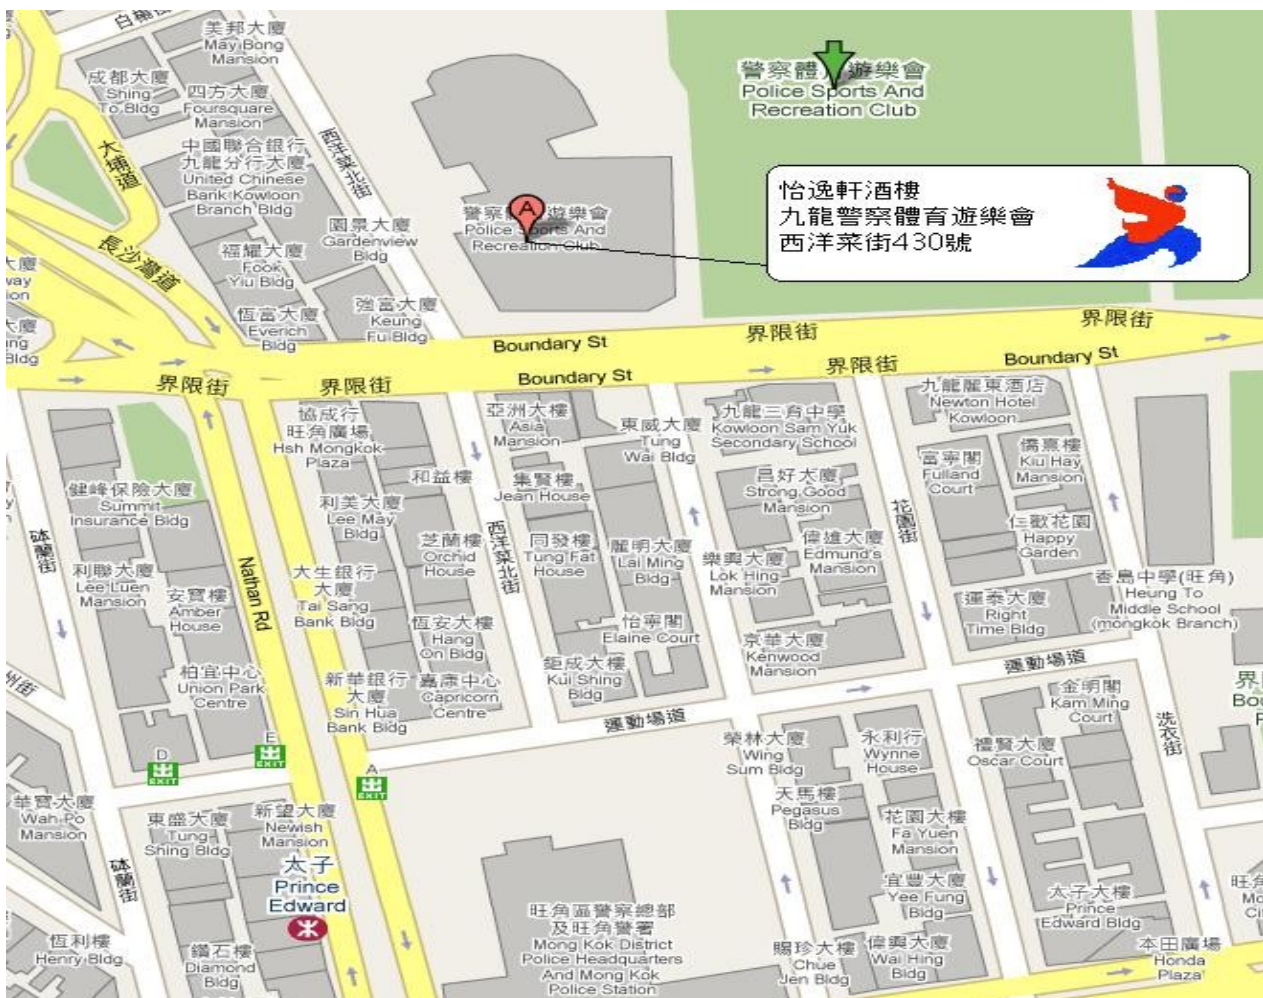 美邦大廈
May Bong
Mansion
成都大廈
Shing
To Bldg
四方大廈
Foursquare
Mansion
中國聯合銀行
九龍分行大廈
United Chinese
Bank Kowloon
Branch Bldg
大埔道
西洋菜北街
園景大廈
Gardenview
Bldg
長沙灣道
福耀大廈
Fook
Yiu Bldg
恆富大廈
Everich
Bldg
強富大廈
Keung
Fu Bldg
Police Sports And
Recreation Club
A
Police Sports And
Recreation Club
怡逸軒酒樓
九龍警察體育遊樂會
西洋菜街430號
Boundary St
界限街
界限街
界限街
界限街
Boundary St
界限街
Boundary St
協成行
旺角廣場
Hsh Mongkok
Plaza
亞洲大樓
Asia
Mansion
東威大廈
Tung
Wai Bldg
九龍三育中學
Kowloon Sam Yuk
Secondary School
九龍麗東酒店
Newton Hotel
Kowloon
健峰保險大廈
Summit
Insurance Bldg
和益樓
利美大廈
Lee May
Bldg
集賢樓
Jean House
昌好大廈
Strong Good
Mansion
富寧閣
Fulland
Court
僑熹樓
Kiu Hay
Mansion
砵蘭街
Nathan Rd
芝蘭樓
Orchid
House
西洋菜北街
同發樓
Tung Fat
House
麗明大廈
Lai Ming
Bldg
花園街
偉雄大廈
Edmund's
Mansion
仁歡花園
Happy
Garden
利聯大廈
Lee Luen
Mansion
安寶樓
Amber
House
大生銀行
大廈
Tai Sang
Bank Bldg
樂興大廈
Lok Hing
Mansion
運泰大廈
Right
Time Bldg
香島中學(旺角)
Heung To
Middle School
(mongkok Branch)
恆安大樓
Hang
On Bldg
怡寧閣
Elaine Court
京華大廈
Kenwood
Mansion
運動場道
柏宜中心
Union Park
Centre
新華銀行
大廈
Sin Hua
Bank Bldg
嘉康中心
Capricorn
Centre
鉅成大樓
Kui Shing
Bldg
運動場道
金明閣
Kam Ming
Court
洗衣街
D
EXIT
E
EXIT
A
EXIT
榮林大廈
Wing
Sum Bldg
永利行
Wynne
House
禮賢大廈
Oscar Court
華寶大廈
Wah Po
Mansion
東盛大廈
Tung
Shing Bldg
新望大廈
Newish
Mansion
天馬樓
Pegasus
Bldg
花園大樓
Fa Yuen
Mansion
砵蘭街
太子
Prince
Edward
宜豐大廈
Yee Fung
Bldg
太子大樓
Prince
Edward Bldg
恆利樓
Henry Bldg
鑽石樓
Diamond
Bldg
旺角區警察總部
及旺角警署
Mong Kok District
Police Headquarters
And Mong Kok
Police Station
賜珍大樓
Chue
Jen Bldg
偉興大廈
Wai Hing
Bldg
本田廣場
Honda
Plaza